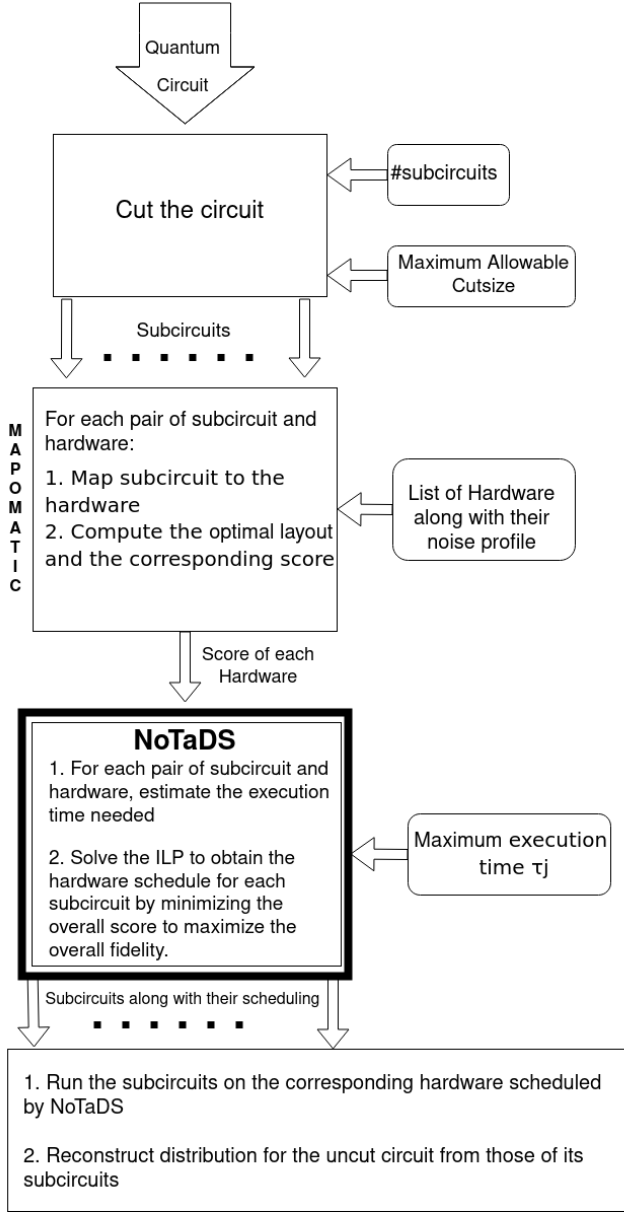 Quantum
Circuit
Cut the circuit
#subcircuits
Maximum Allowable
Cutsize
Subcircuits
MAPOMATIC
For each pair of subcircuit and
hardware:
1. Map subcircuit to the
hardware
2. Compute the optimal layout
and the corresponding score
List of Hardware
along with their
noise profile
Score of each
Hardware
NoTaDS
1. For each pair of subcircuit and
hardware, estimate the execution
time needed
2. Solve the ILP to obtain the
hardware schedule for each
subcircuit by minimizing the
overall score to maximize the
overall fidelity.
Maximum execution
time τj
Subcircuits along with their scheduling
1. Run the subcircuits on the corresponding hardware scheduled
by NoTaDS
2. Reconstruct distribution for the uncut circuit from those of its
subcircuits